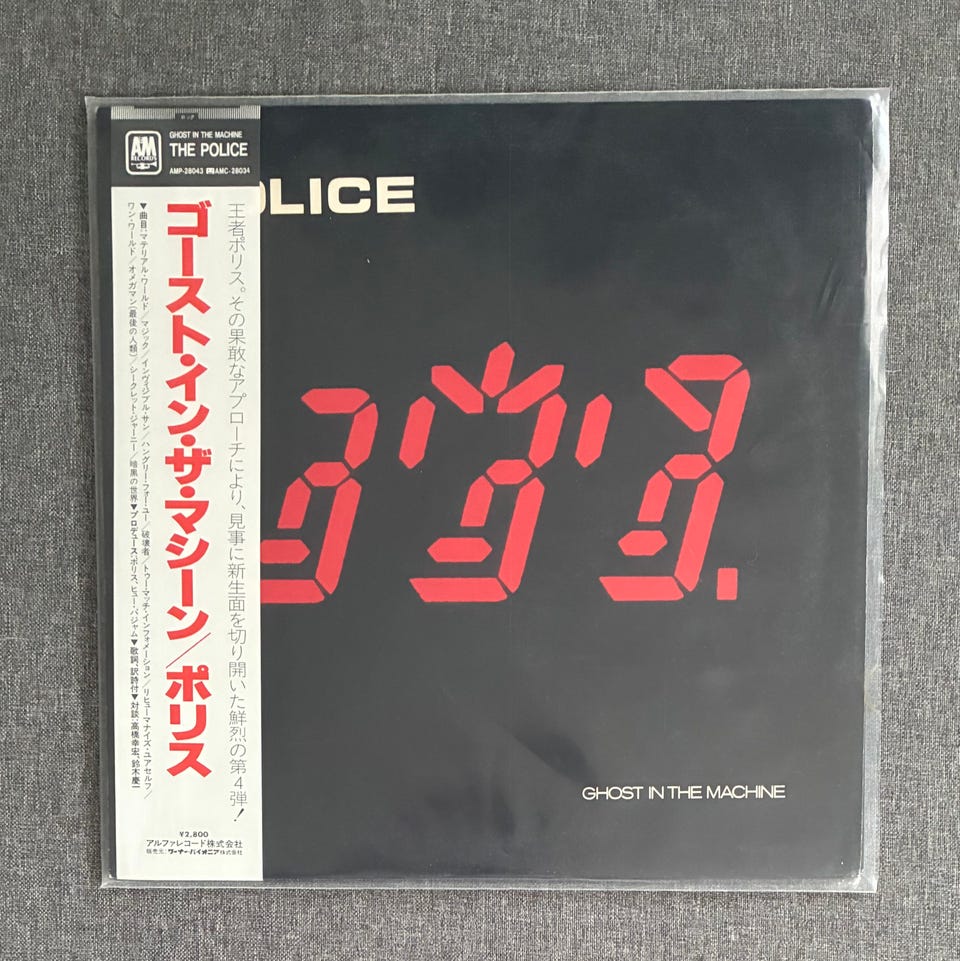 ロック
AM
RECORDS
GHOST IN THE MACHINE
THE POLICE
AMP-28043 AMC-28034
OLICE
王者ポリス。その果敢なアプローチにより、見事に新生面を切り開いた鮮烈の第4弾!
ゴースト・イン・ザ・マシーン/ポリス
▼曲目:マテリアル・ワールド/マジック/インヴィジブル・サン/ハングリー・フォー・ユー/破壊者/トゥー・マッチ・インフォメーション/リヒューマナイズ・ユアセルフ/
ワン・ワールド/オメガマン(最後の人類)/シークレット・ジャーニー/暗黒の世界▼プロデュース:ポリス、ヒュー・パジャム▼歌詞、訳詩付▼対談:高橋幸宏、鈴木慶一
¥2,800
アルファレコード株式会社
販売元:ワーナー・パイオニア株式会社
GHOST IN THE MACHINE